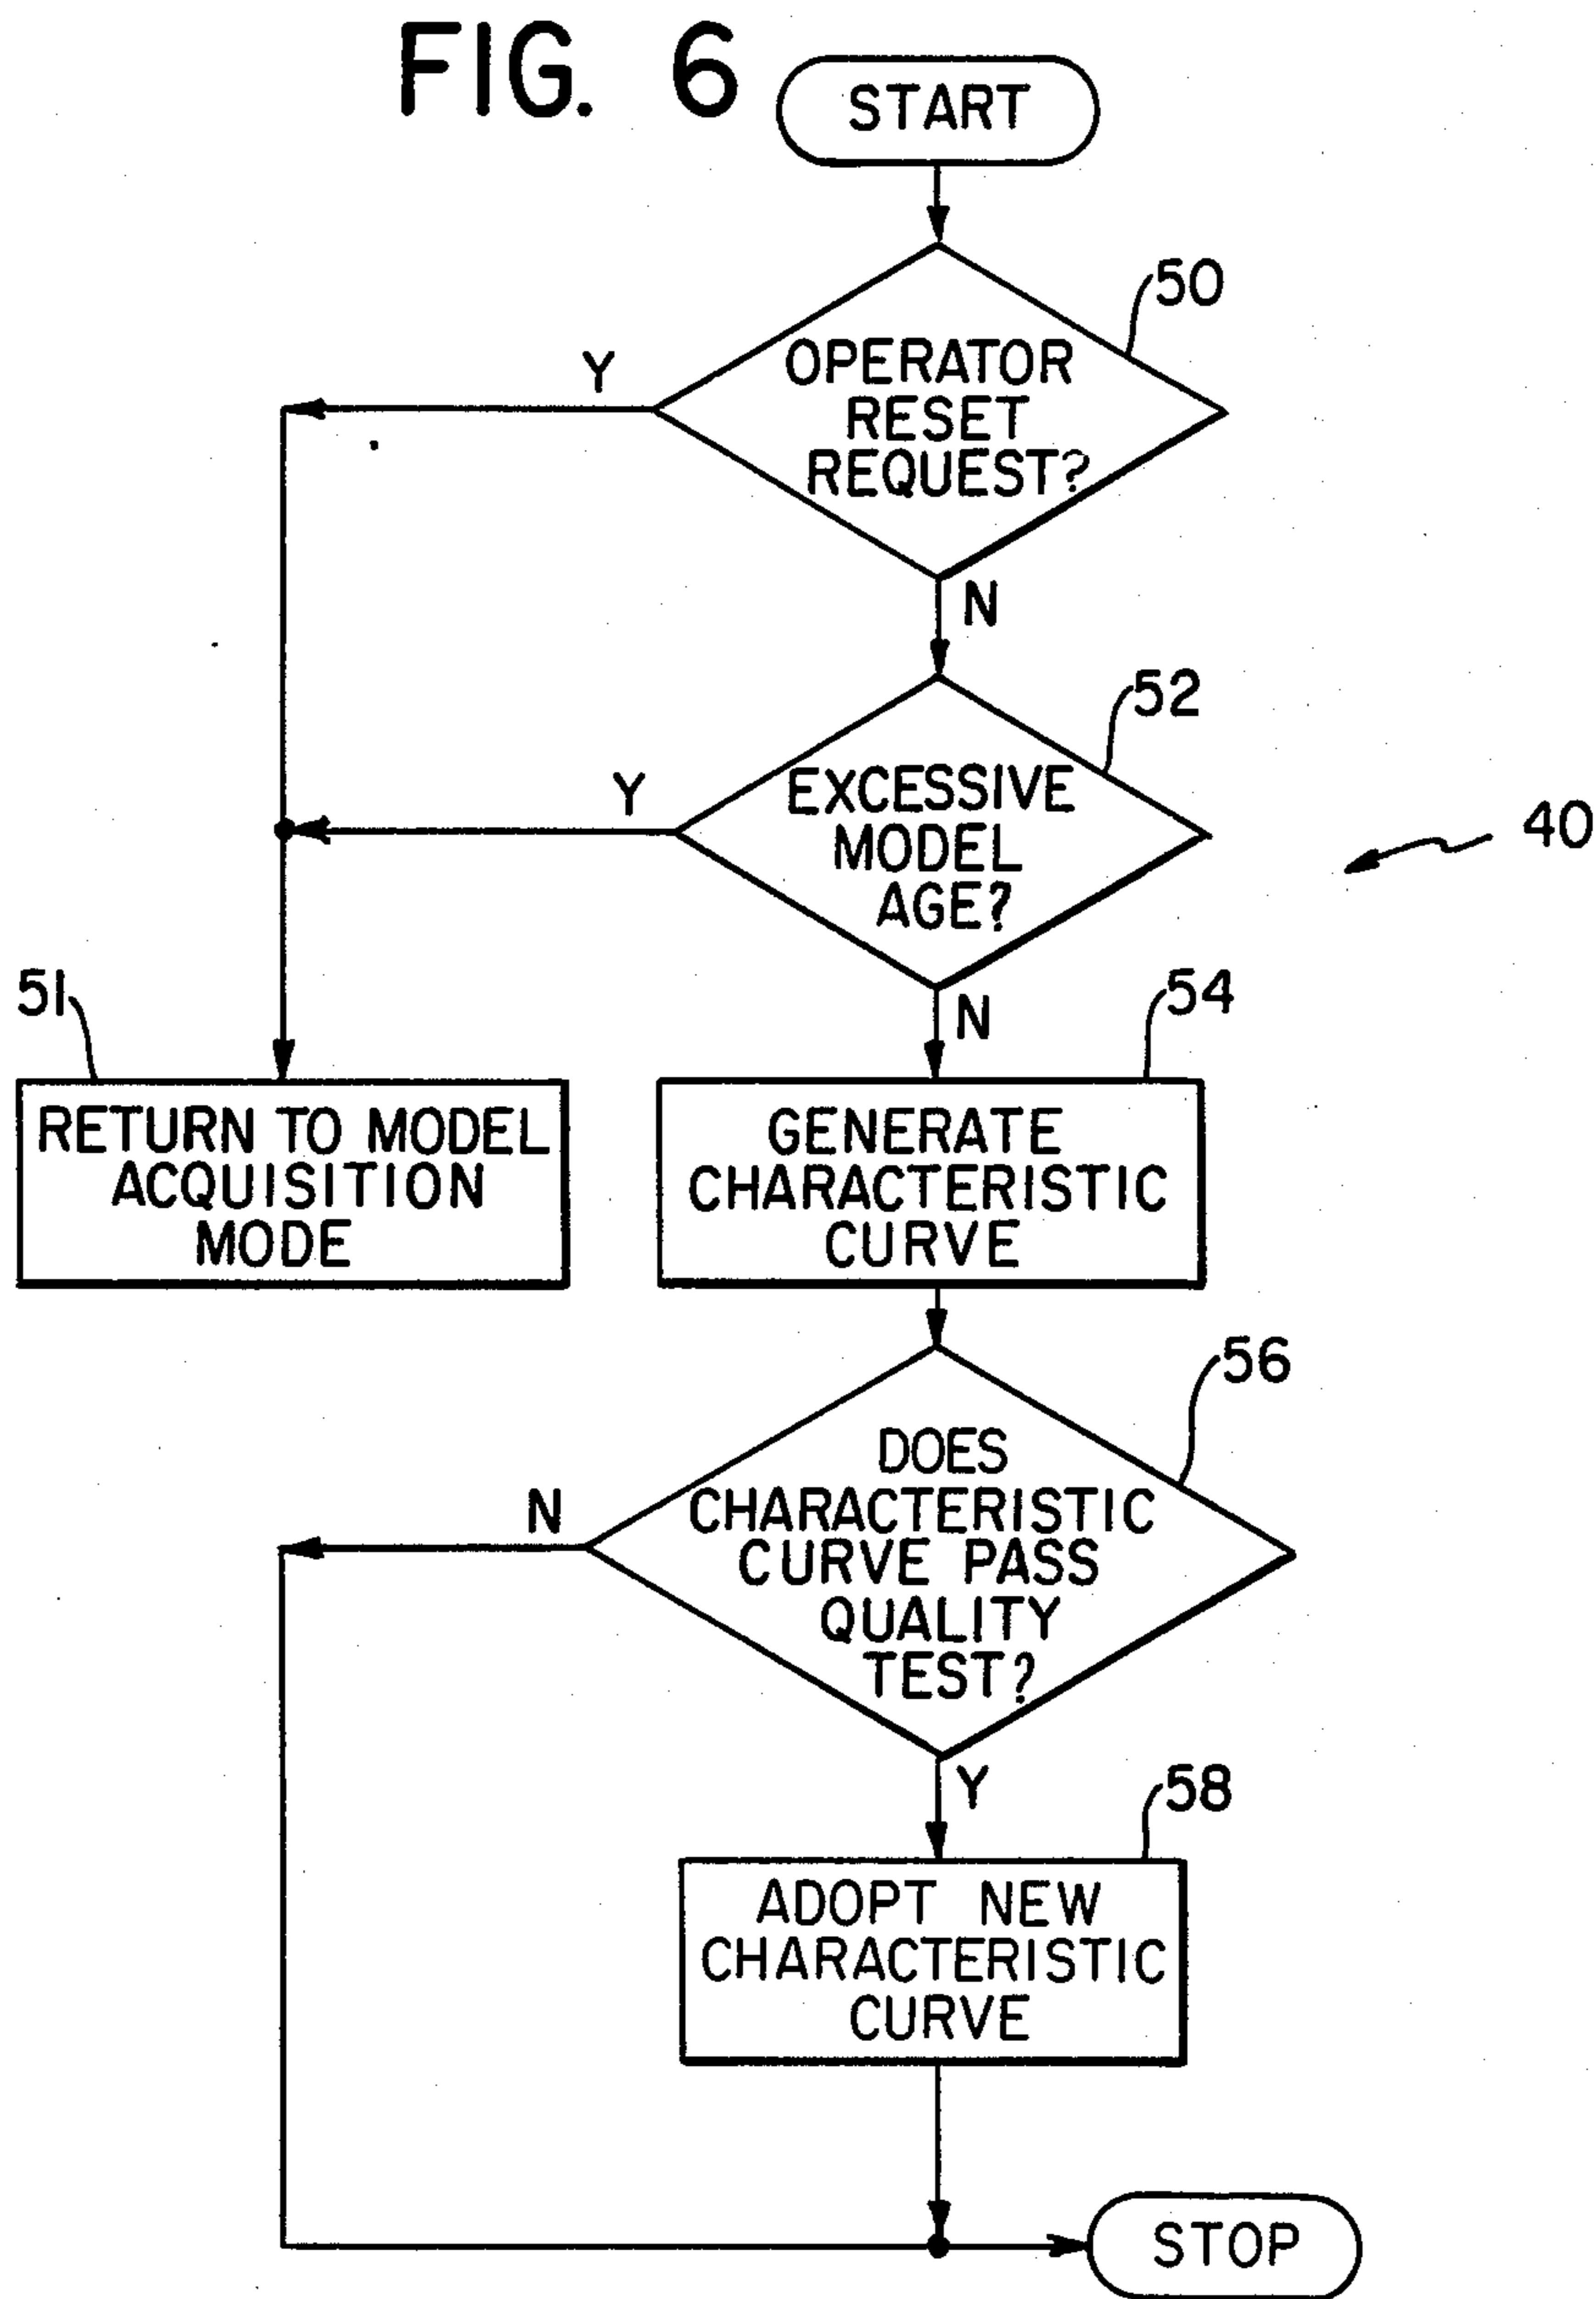 FIG. 6
START
50
OPERATOR
RESET
REQUEST?
Y
N
52
EXCESSIVE
MODEL
AGE?
Y
40
N
51
54
RETURN TO MODEL
ACQUISITION
MODE
GENERATE
CHARACTERISTIC
CURVE
56
DOES
CHARACTERISTIC
CURVE PASS
QUALITY
TEST?
N
Y
58
ADOPT NEW
CHARACTERISTIC
CURVE
STOP